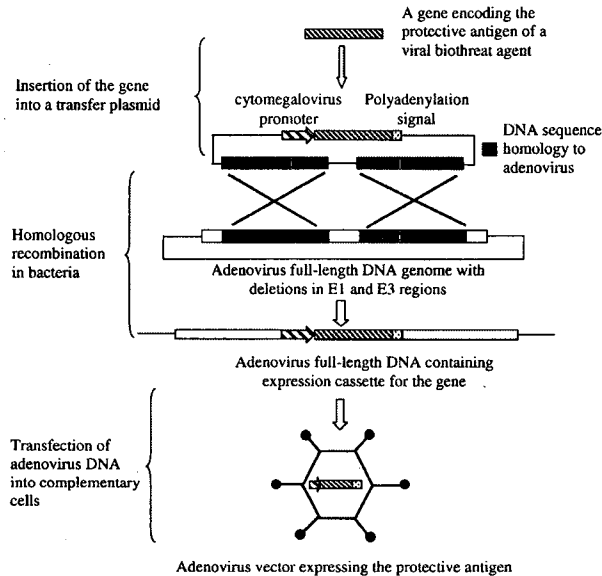 A gene encoding the
protective antigen of a
viral biothreat agent
Insertion of the gene
into a transfer plasmid
cytomegalovirus
promoter
Polyadenylation
signal
DNA sequence
homology to
adenovirus
Homologous
recombination
in bacteria
Adenovirus full-length DNA genome with
deletions in E1 and E3 regions
Adenovirus full-length DNA containing
expression cassette for the gene
Transfection of
adenovirus DNA
into complementary
cells
Adenovirus vector expressing the protective antigen